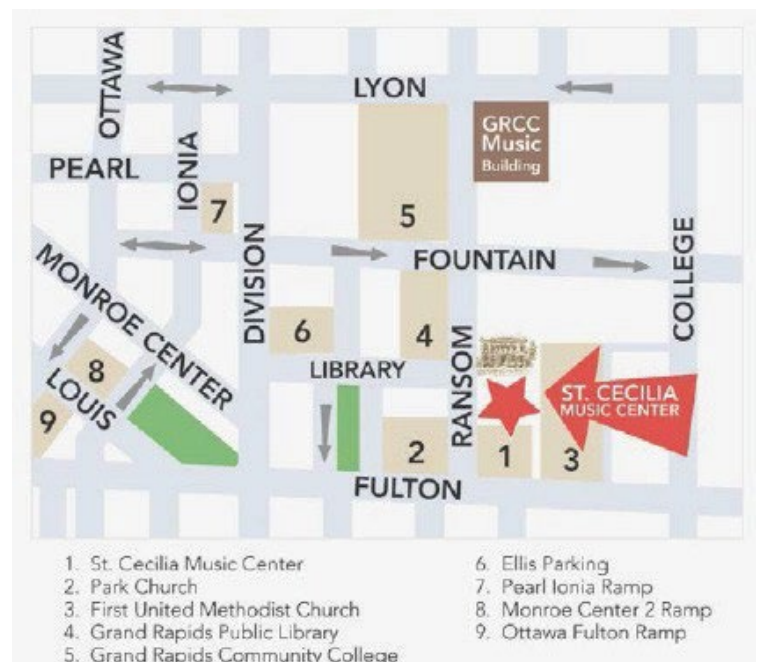 OTTAWA
LYON
GRCC
Music
Building
PEARL
IONIA
7
5
DIVISION
FOUNTAIN
COLLEGE
MONROE CENTER
6
4
RANSOM
8
LIBRARY
ST. CECILIA
MUSIC CENTER
LOUIS
9
2
1
3
FULTON
1. St. Cecilia Music Center
2. Park Church
3. First United Methodist Church
4. Grand Rapids Public Library
5. Grand Rapids Community College
6. Ellis Parking
7. Pearl Ionia Ramp
8. Monroe Center 2 Ramp
9. Ottawa Fulton Ramp